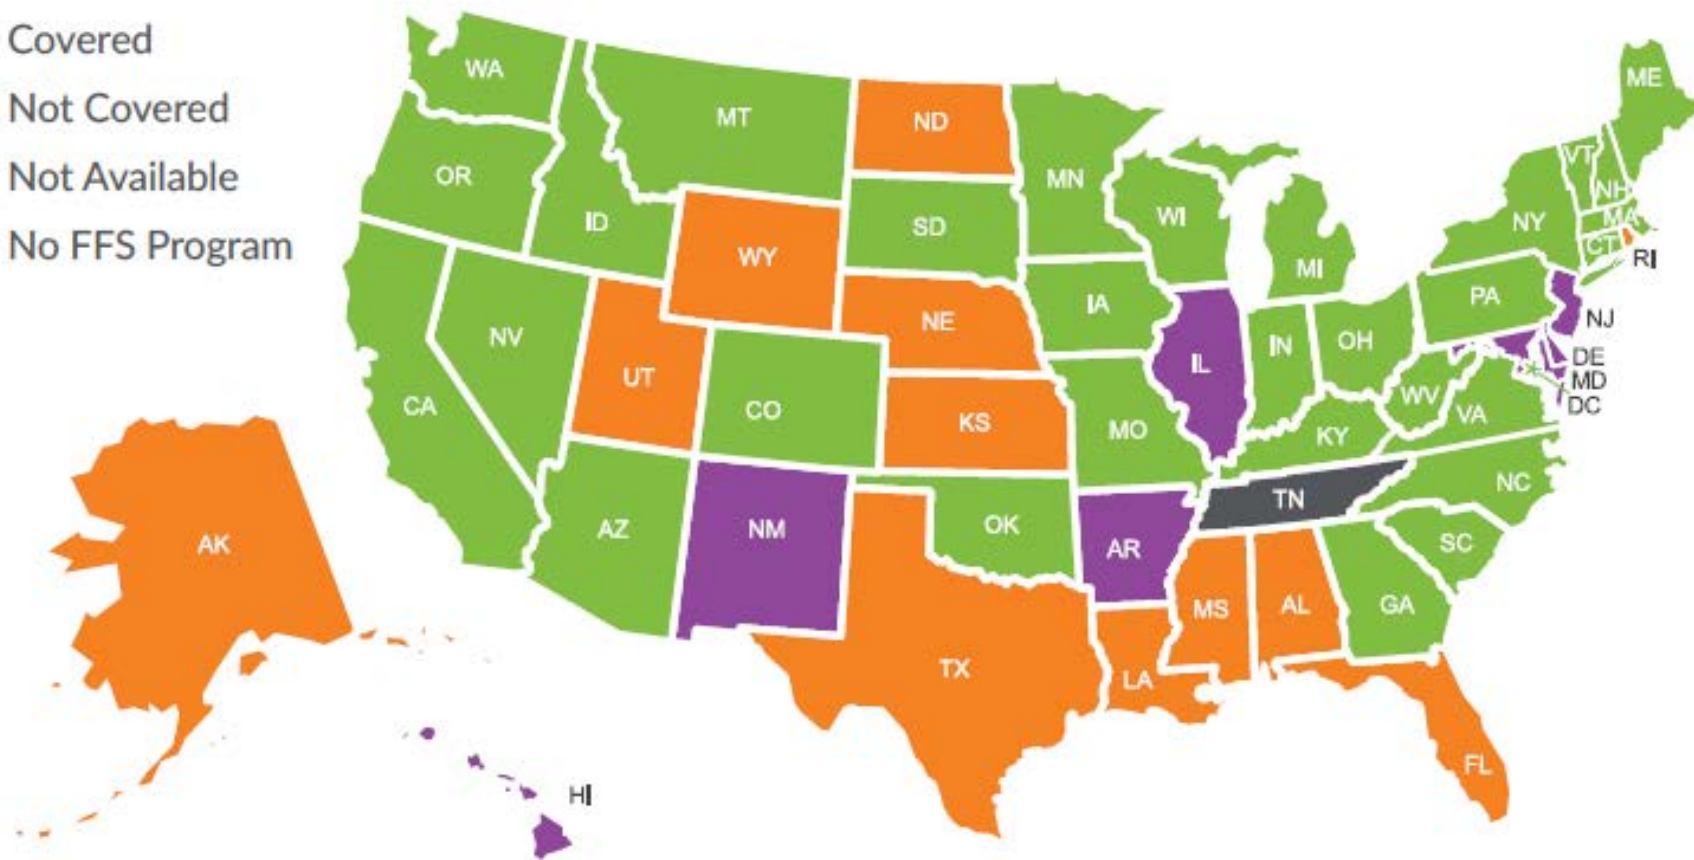 Covered
Not Covered
Not Available
No FFS Program
WA
MT
ND
MN
ME
OR
ID
SD
WI
MI
NY
VT
NH
MA
CT
RI
WY
IA
PA
NJ
NV
NE
IL
IN
OH
DE
MD
DC
UT
CO
KS
MO
WV
VA
KY
CA
AZ
NM
OK
AR
TN
NC
SC
AK
TX
LA
MS
AL
GA
FL
HI
*